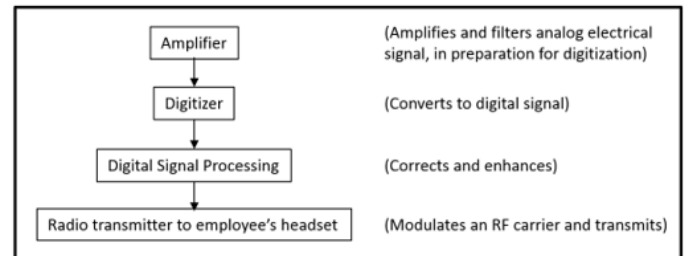 Amplifier
(Amplifies and filters analog electrical
signal, in preparation for digitization)
Digitizer
(Converts to digital signal)
Digital Signal Processing
(Corrects and enhances)
Radio transmitter to employee's headset
(Modulates an RF carrier and transmits)